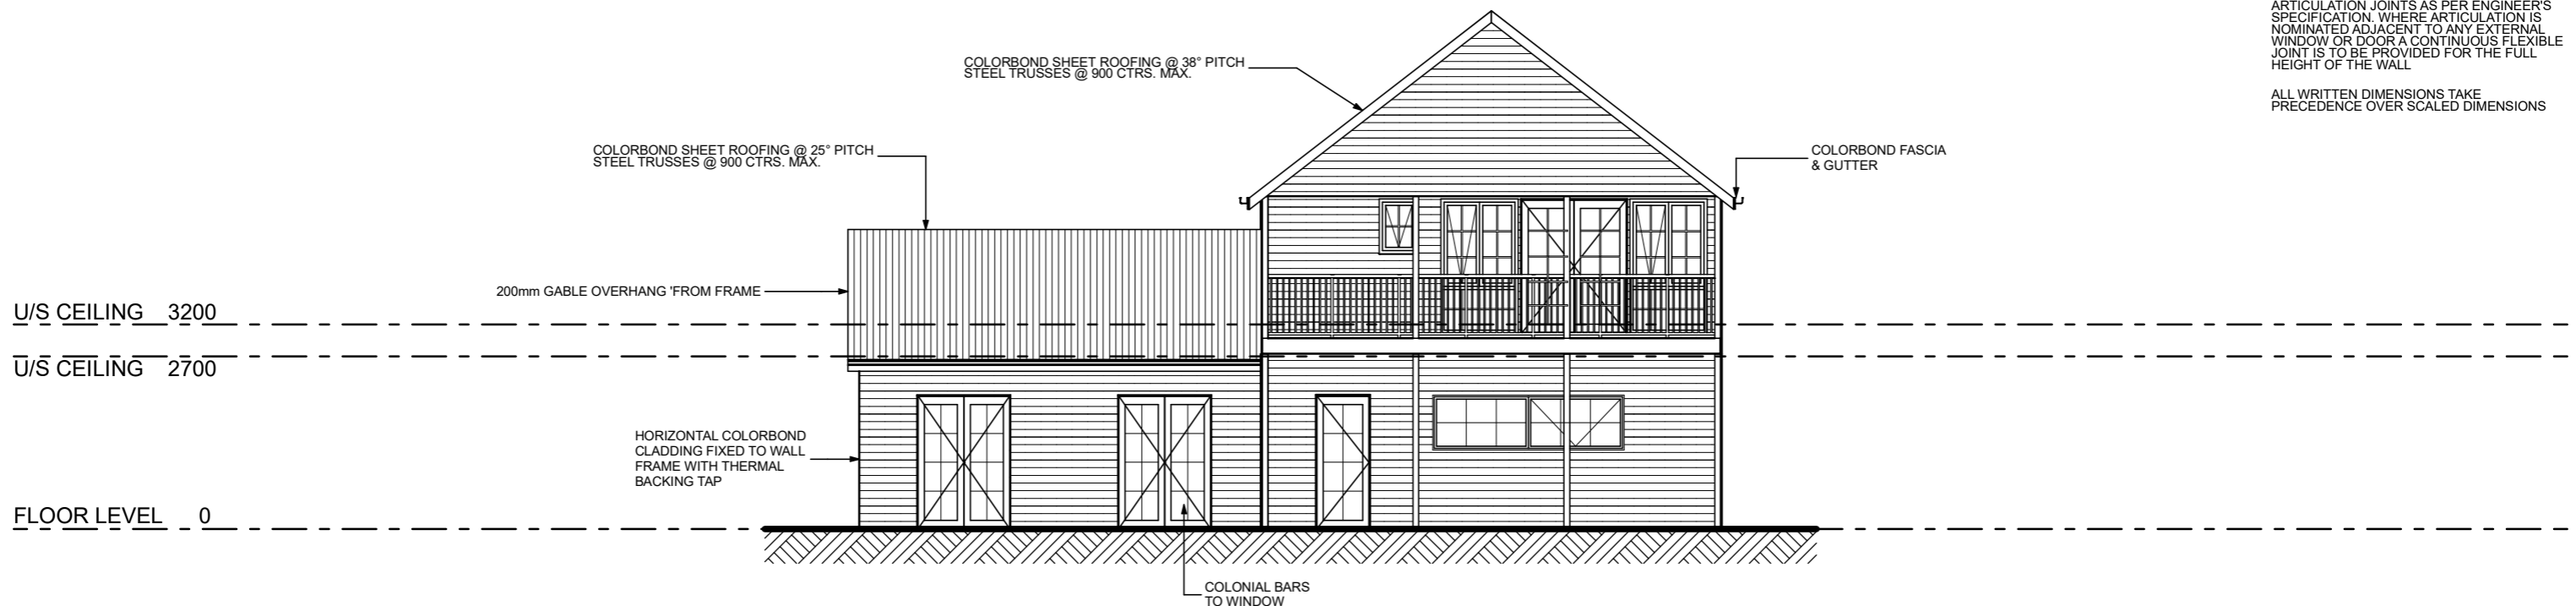 ARTICULATION JOINTS AS PER ENGINEER'S
SPECIFICATION. WHERE ARTICULATION IS
NOMINATED ADJACENT TO ANY EXTERNAL
WINDOW OR DOOR A CONTINUOUS FLEXIBLE
JOINT IS TO BE PROVIDED FOR THE FULL
HEIGHT OF THE WALL
ALL WRITTEN DIMENSIONS TAKE
PRECEDENCE OVER SCALED DIMENSIONS
COLORBOND SHEET ROOFING @ 38° PITCH
STEEL TRUSSES @ 900 CTRS. MAX.
COLORBOND SHEET ROOFING @ 25° PITCH
STEEL TRUSSES @ 900 CTRS. MAX.
COLORBOND FASCIA
& GUTTER
200mm GABLE OVERHANG 'FROM FRAME
U/S CEILING 3200
U/S CEILING 2700
HORIZONTAL COLORBOND
CLADDING FIXED TO WALL
FRAME WITH THERMAL
BACKING TAP
FLOOR LEVEL 0
COLONIAL BARS
TO WINDOW